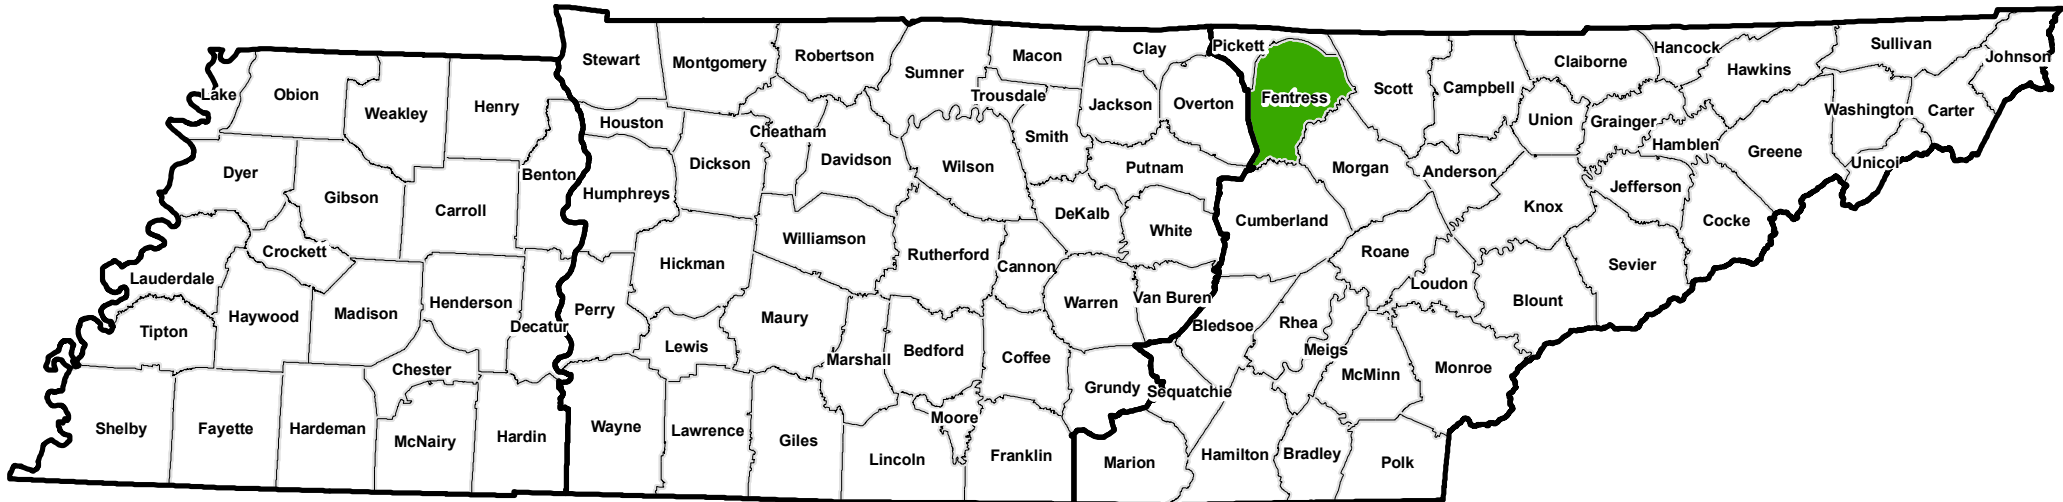 Stewart
Montgomery
Robertson
Sumner
Macon
Clay
Pickett
Fentress
Scott
Campbell
Claiborne
Hancock
Hawkins
Sullivan
Johnson
Lake
Obion
Weakley
Henry
Houston
Cheatham
Trousdale
Smith
Jackson
Overton
Union
Grainger
Hamblen
Washington
Carter
Dyer
Gibson
Carroll
Benton
Humphreys
Dickson
Davidson
Wilson
Putnam
Morgan
Anderson
Jefferson
Greene
Unicoi
Crockett
Williamson
Rutherford
DeKalb
White
Cumberland
Knox
Cocke
Lauderdale
Haywood
Madison
Henderson
Decatur
Perry
Hickman
Cannon
Warren
Van Buren
Roane
Loudon
Blount
Sevier
Tipton
Chester
Lewis
Maury
Marshall
Bedford
Coffee
Grundy
Sequatchie
Bledsoe
Rhea
Meigs
McMinn
Monroe
Shelby
Fayette
Hardeman
McNairy
Hardin
Wayne
Lawrence
Giles
Lincoln
Moore
Franklin
Marion
Hamilton
Bradley
Polk